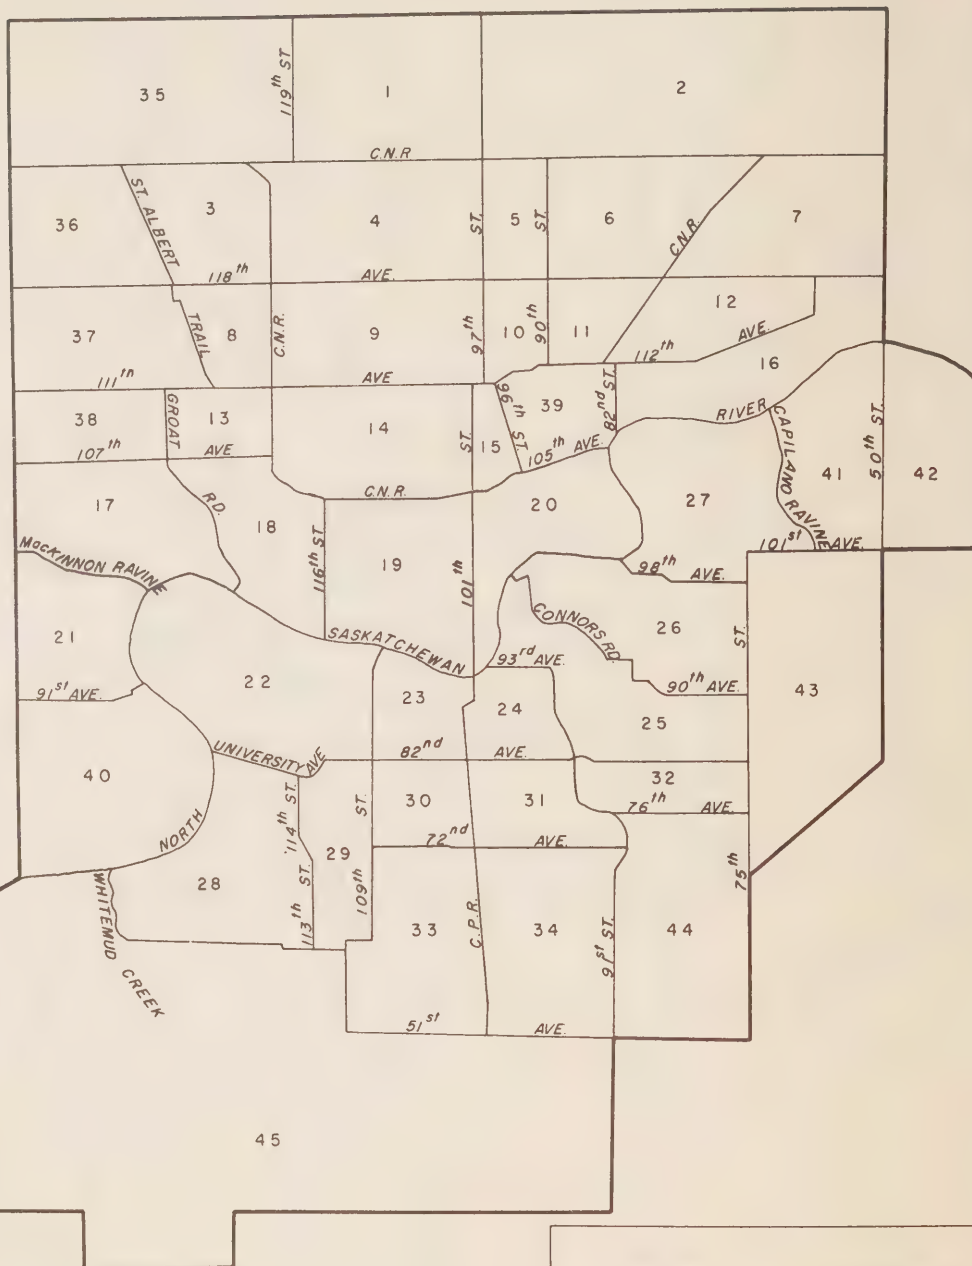 35
119th ST
1
2
C.N.R
36
ST. ALBERT
3
4
ST.
5
ST.
6
C.N.R.
7
118th
AVE.
37
TRAIL
8
C.N.R.
9
97th
10
90th
11
12
112th
AVE.
111th
AVE
16
38
GROAT
13
14
ST.
15
96th ST.
39
82nd ST.
RIVER
CAPILANO RAVINE
41
50th ST.
42
107th
AVE
105th AVE.
17
RD.
18
C.N.R.
20
27
101st AVE.
MacKINNON RAVINE
116th ST
19
101th
98th AVE.
21
SASKATCHEWAN
CONNORS RD.
26
ST.
22
93rd AVE.
90th AVE.
43
91st AVE.
23
24
25
UNIVERSITY AVE
82nd
AVE.
40
114th ST.
ST.
30
31
32
76th AVE.
NORTH
29
72nd
AVE.
75th
28
WHITEMUD CREEK
113th ST.
109th
33
C.P.R.
34
91st ST.
44
51st
AVE.
45